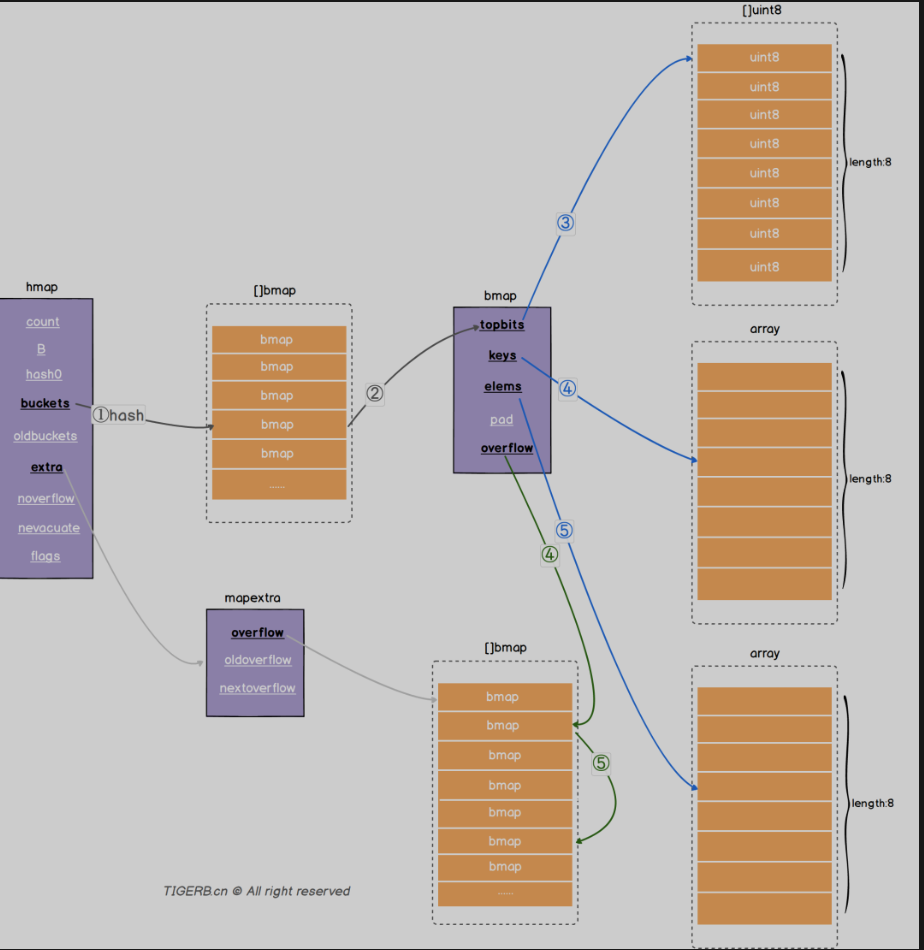 []uint8
uint8
uint8
uint8
uint8
uint8
uint8
uint8
uint8
length:8
③
hmap
count
B
hash0
buckets
oldbuckets
extra
noverflow
nevacuate
flags
①hash
[]bmap
bmap
bmap
bmap
bmap
bmap
......
②
bmap
topbits
keys
elems
pad
overflow
④
⑤
④
array
length:8
mapextra
overflow
oldoverflow
nextoverflow
[]bmap
bmap
bmap
bmap
bmap
bmap
bmap
bmap
......
⑤
array
length:8
TIGERB.cn © All right reserved